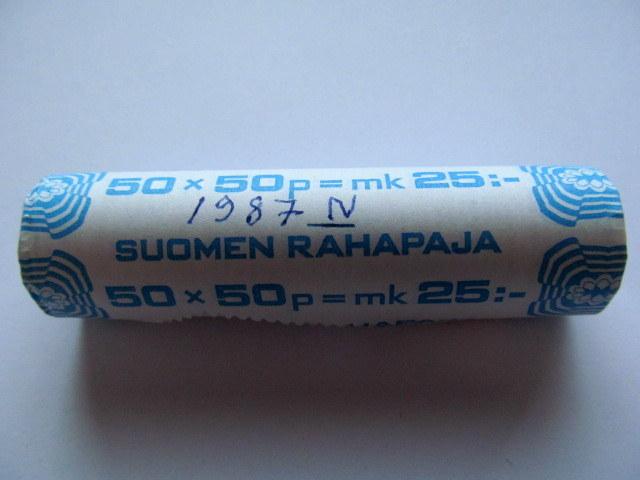 50 x 50p = mk 25:-
1987 N
SUOMEN RAHAPAJA
50 x 50p = mk 25:-